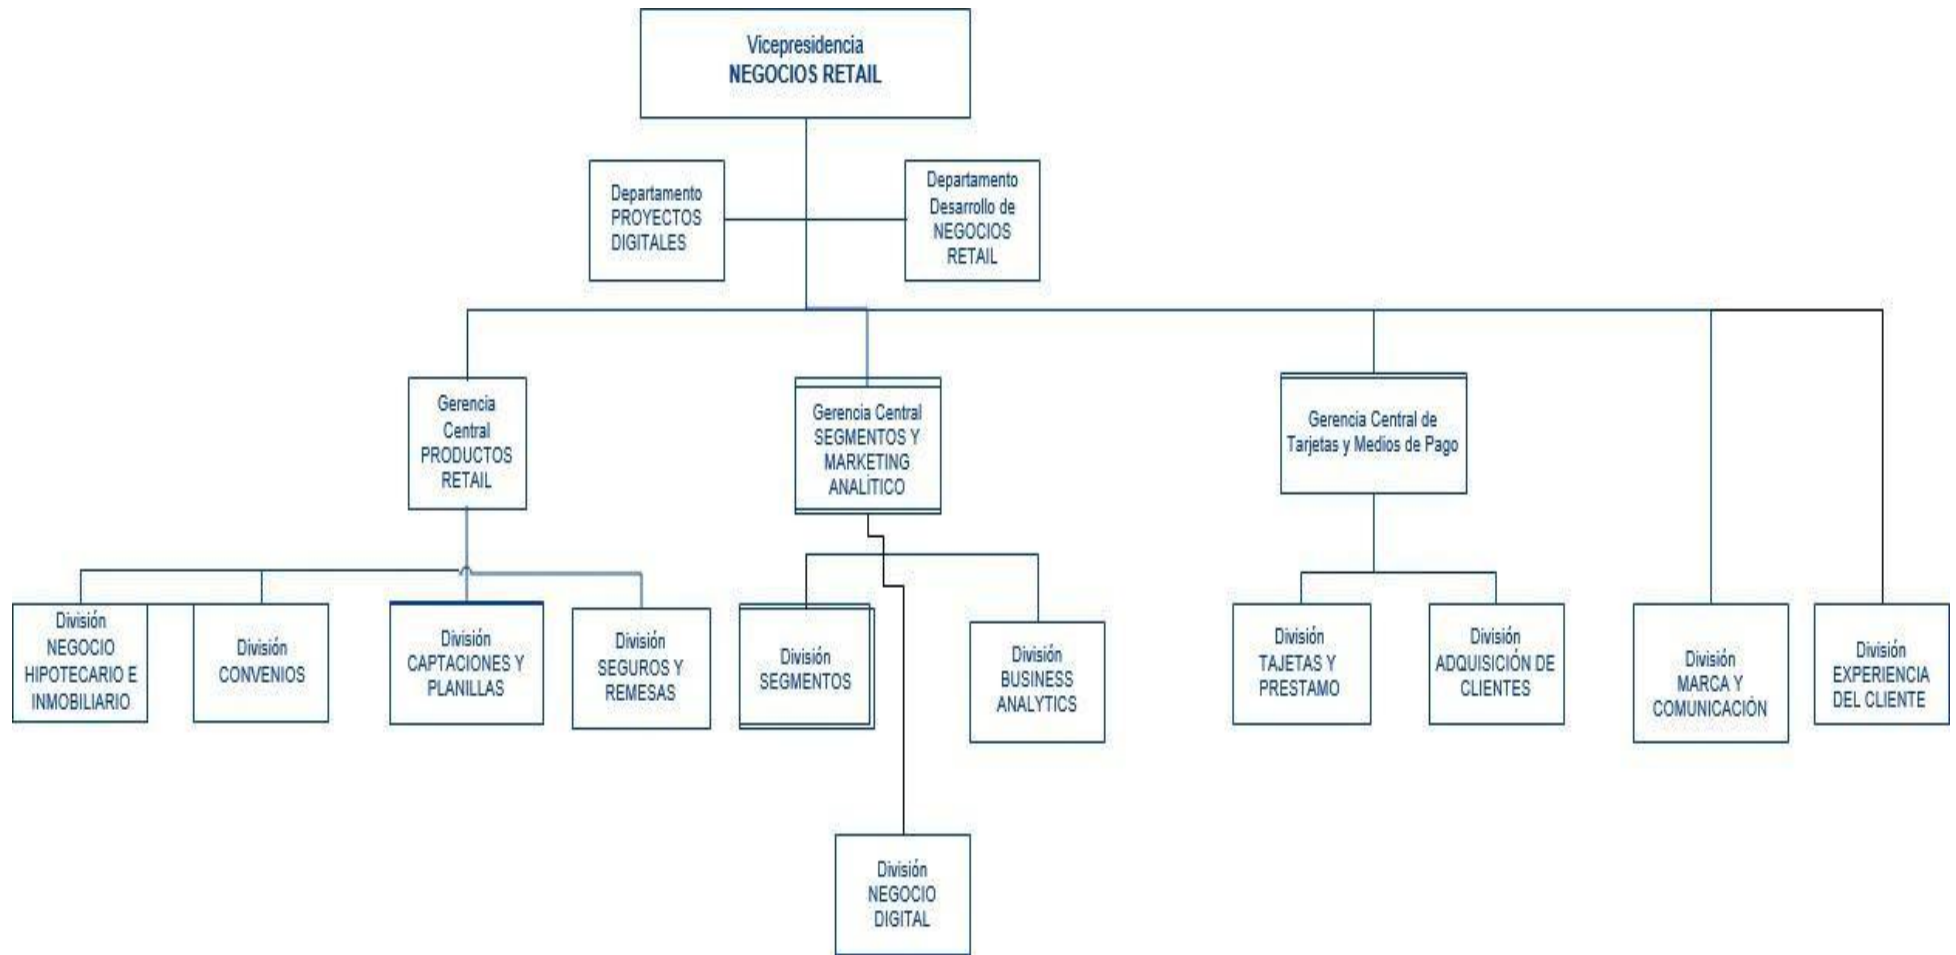 Vicepresidencia
NEGOCIOS RETAIL
Departamento
PROYECTOS
DIGITALES
Departamento
Desarrollo de
NEGOCIOS
RETAIL
Gerencia
Central
PRODUCTOS
RETAIL
Gerencia Central
SEGMENTOS Y
MARKETING
ANALÍTICO
Gerencia Central de
Tarjetas y Medios de Pago
División
NEGOCIO
HIPOTECARIO E
INMOBILIARIO
División
CONVENIOS
División
CAPTACIONES Y
PLANILLAS
División
SEGUROS Y
REMESAS
División
SEGMENTOS
División
BUSINESS
ANALYTICS
División
TAJETAS Y
PRESTAMO
División
ADQUISICIÓN DE
CLIENTES
División
MARCA Y
COMUNICACIÓN
División
EXPERIENCIA
DEL CLIENTE
División
NEGOCIO
DIGITAL